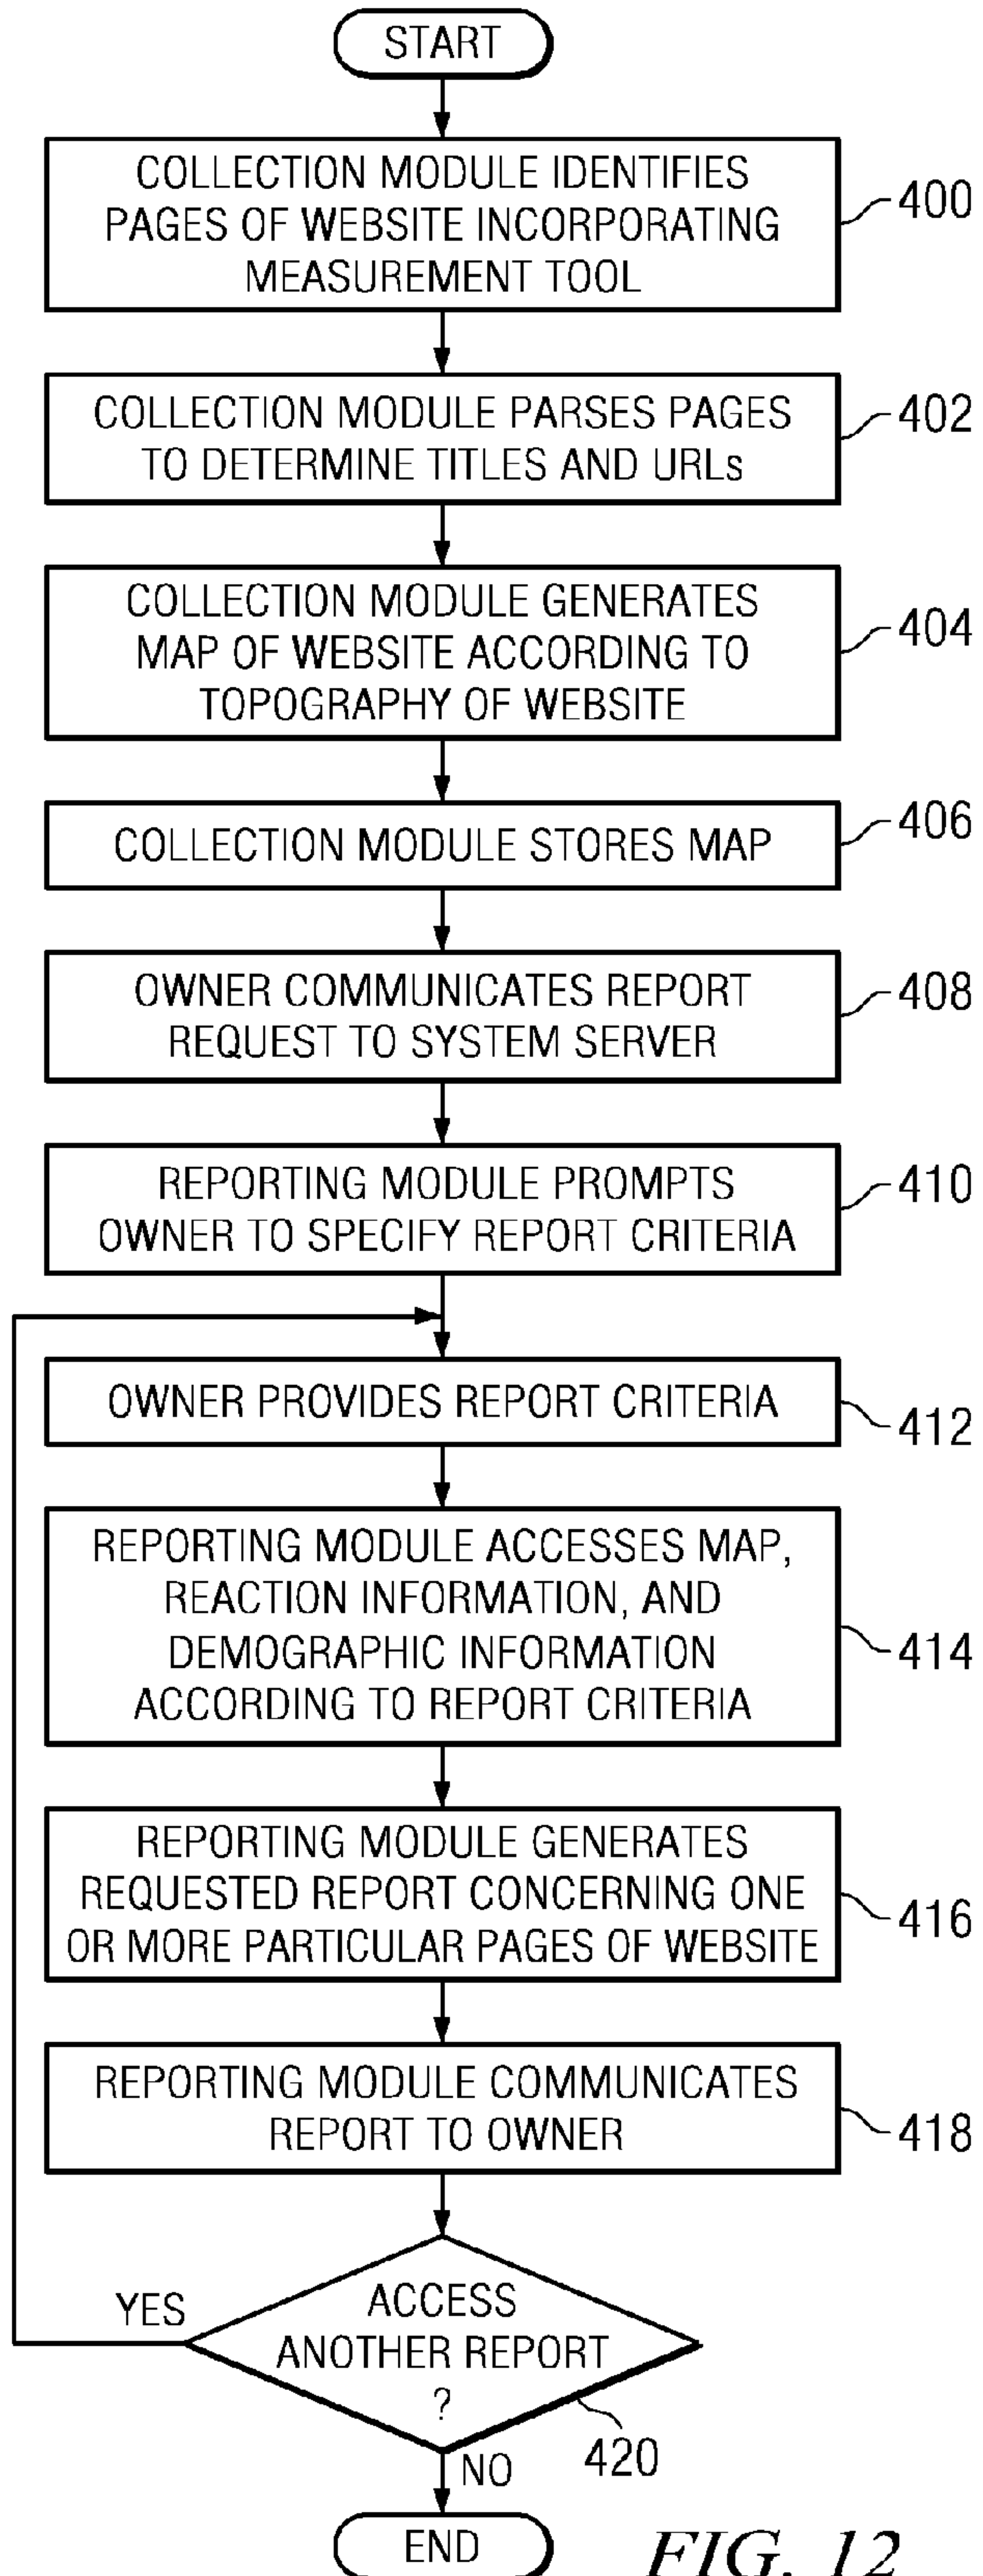 START
COLLECTION MODULE IDENTIFIES
PAGES OF WEBSITE INCORPORATING
MEASUREMENT TOOL
400
COLLECTION MODULE PARSES PAGES
TO DETERMINE TITLES AND URLs
402
COLLECTION MODULE GENERATES
MAP OF WEBSITE ACCORDING TO
TOPOGRAPHY OF WEBSITE
404
COLLECTION MODULE STORES MAP
406
OWNER COMMUNICATES REPORT
REQUEST TO SYSTEM SERVER
408
REPORTING MODULE PROMPTS
OWNER TO SPECIFY REPORT CRITERIA
410
OWNER PROVIDES REPORT CRITERIA
412
REPORTING MODULE ACCESSES MAP,
REACTION INFORMATION, AND
DEMOGRAPHIC INFORMATION
ACCORDING TO REPORT CRITERIA
414
REPORTING MODULE GENERATES
REQUESTED REPORT CONCERNING ONE
OR MORE PARTICULAR PAGES OF WEBSITE
416
REPORTING MODULE COMMUNICATES
REPORT TO OWNER
418
YES
ACCESS
ANOTHER REPORT
?
420
NO
END
FIG. 12